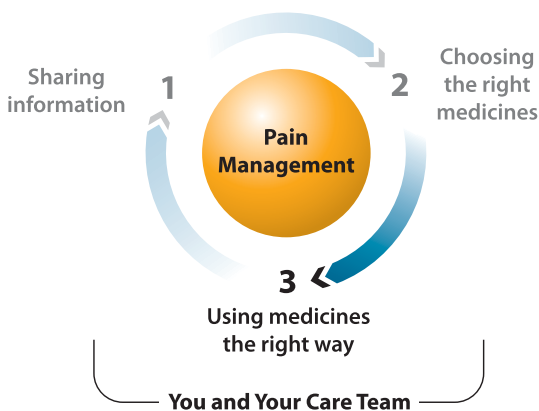 1
Sharing
information
2
Choosing
the right
medicines
Pain
Management
3
Using medicines
the right way
You and Your Care Team